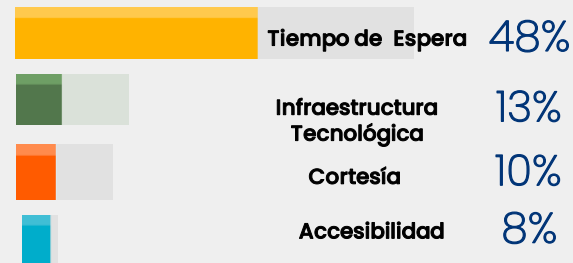 Tiempo de Espera 48%
Infraestructura
Tecnológica 13%
Cortesía 10%
Accesibilidad 8%